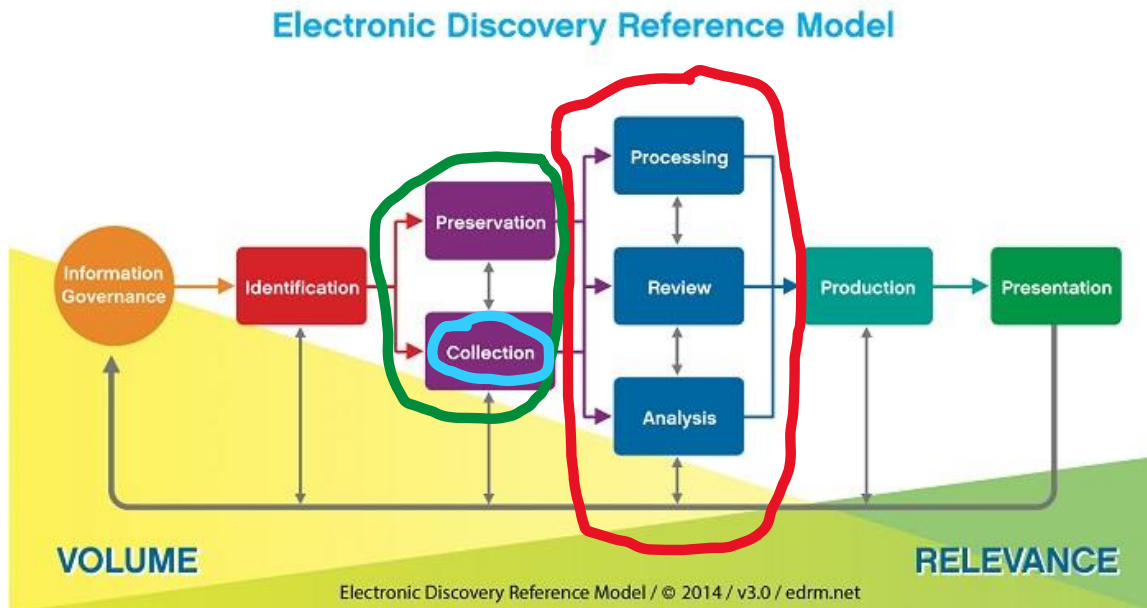 Electronic Discovery Reference Model
Processing
Preservation
Information
Governance
Identification
Review
Production
Presentation
Collection
Analysis
VOLUME
RELEVANCE
Electronic Discovery Reference Model / © 2014 / v3.0 / edrm.net